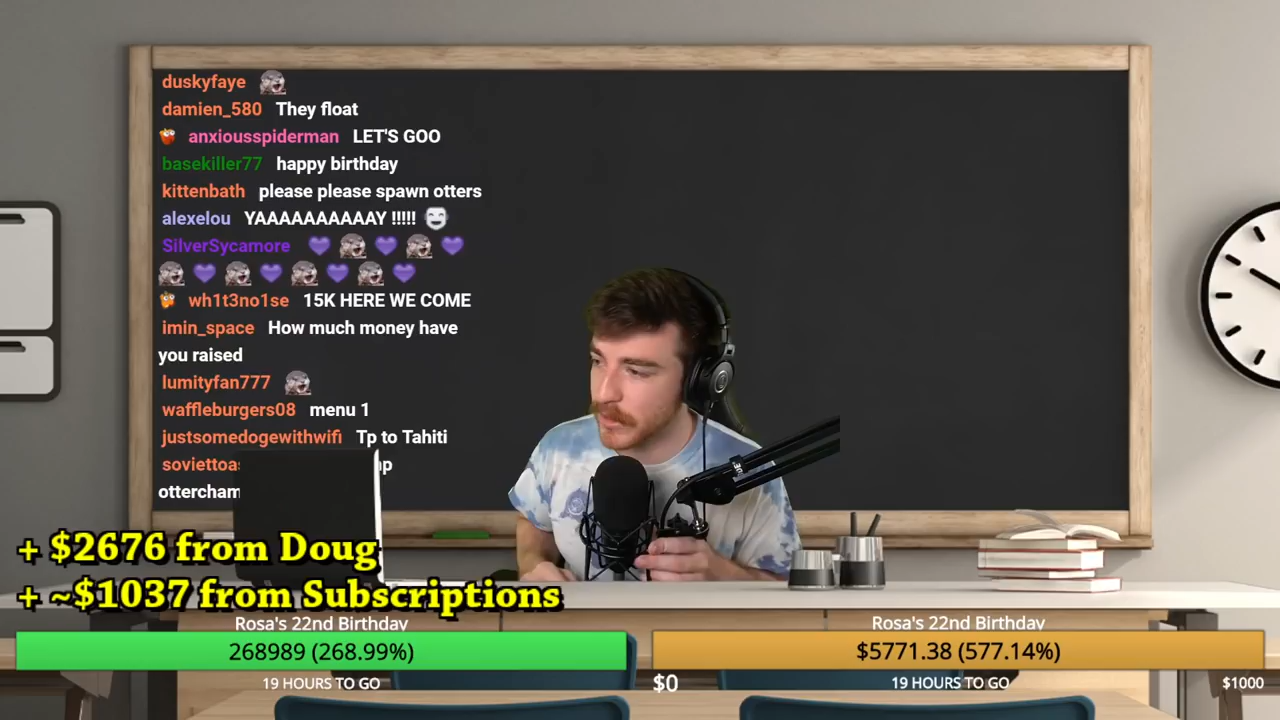 duskyfaye
damien_580 They float
anxiousspiderman LET'S GOO
basekiller77 happy birthday
kittenbath please please spawn otters
alexelou YAAAAAAAAAAY !!!!!
SilverSycamore
wh1t3no1se 15K HERE WE COME
imin_space How much money have
you raised
lumityfan777
waffleburgers08 menu 1
justsomedogewithwifi Tp to Tahiti
+ $2676 from Doug
+ ~$1037 from Subscriptions
Rosa's 22nd Birthday
268989 (268.99%)
19 HOURS TO GO
Rosa's 22nd Birthday
$5771.38 (577.14%)
$0 19 HOURS TO GO $1000